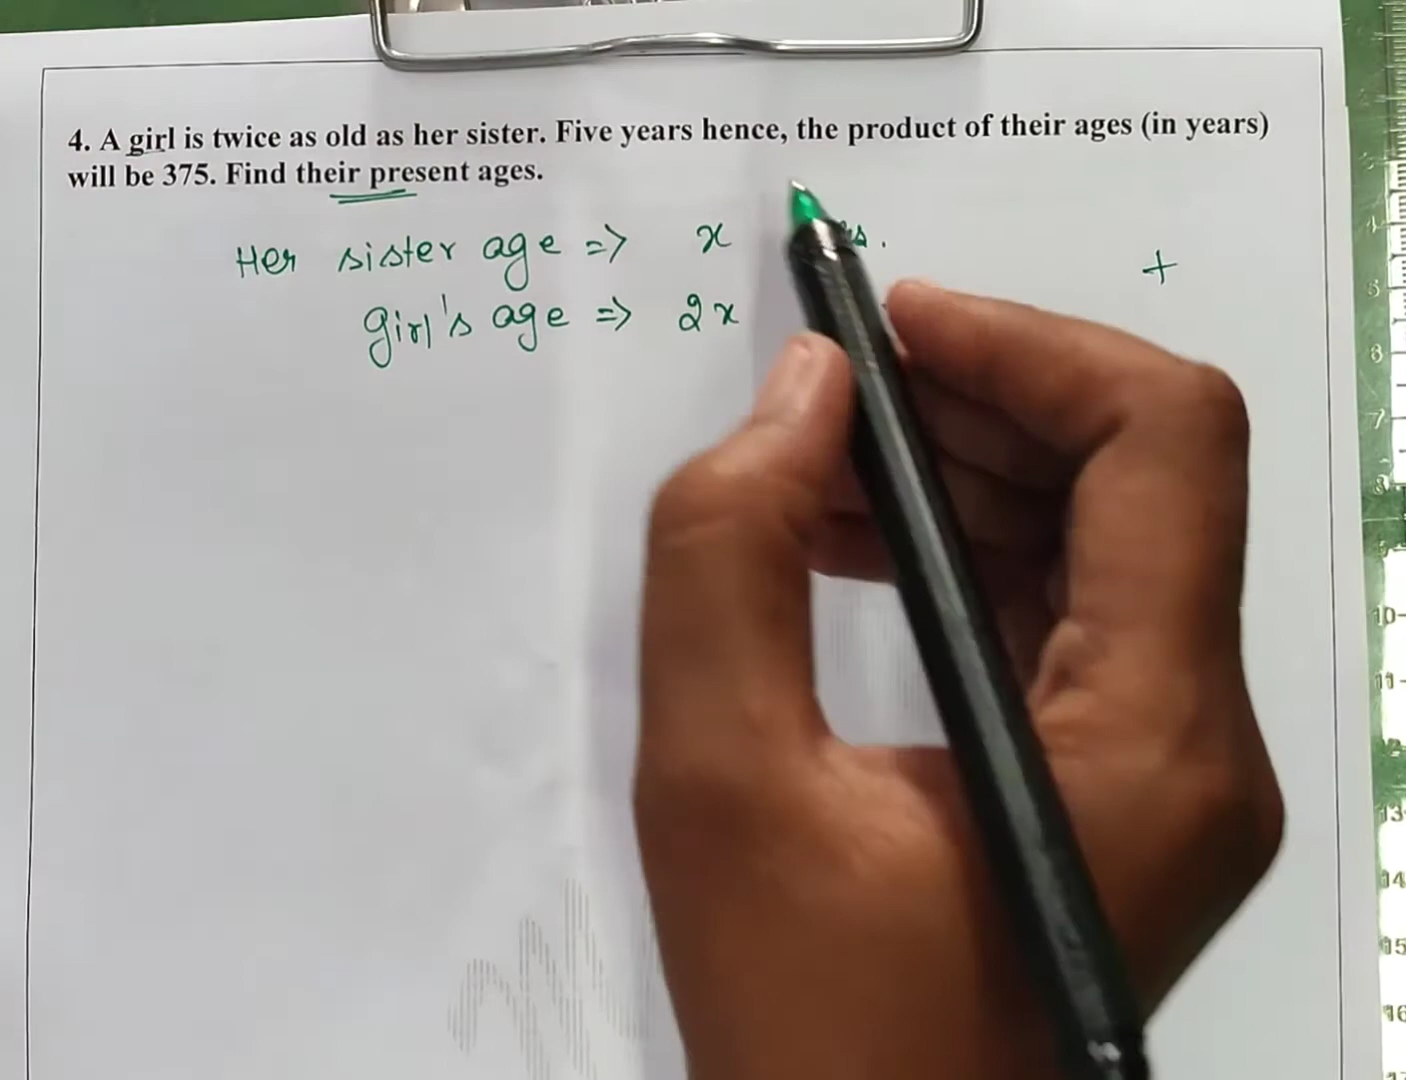 4. A girl is twice as old as her sister. Five years hence, the product of their ages (in years)
will be 375. Find their present ages.
Her sister age => x
+
girl's age => 2x